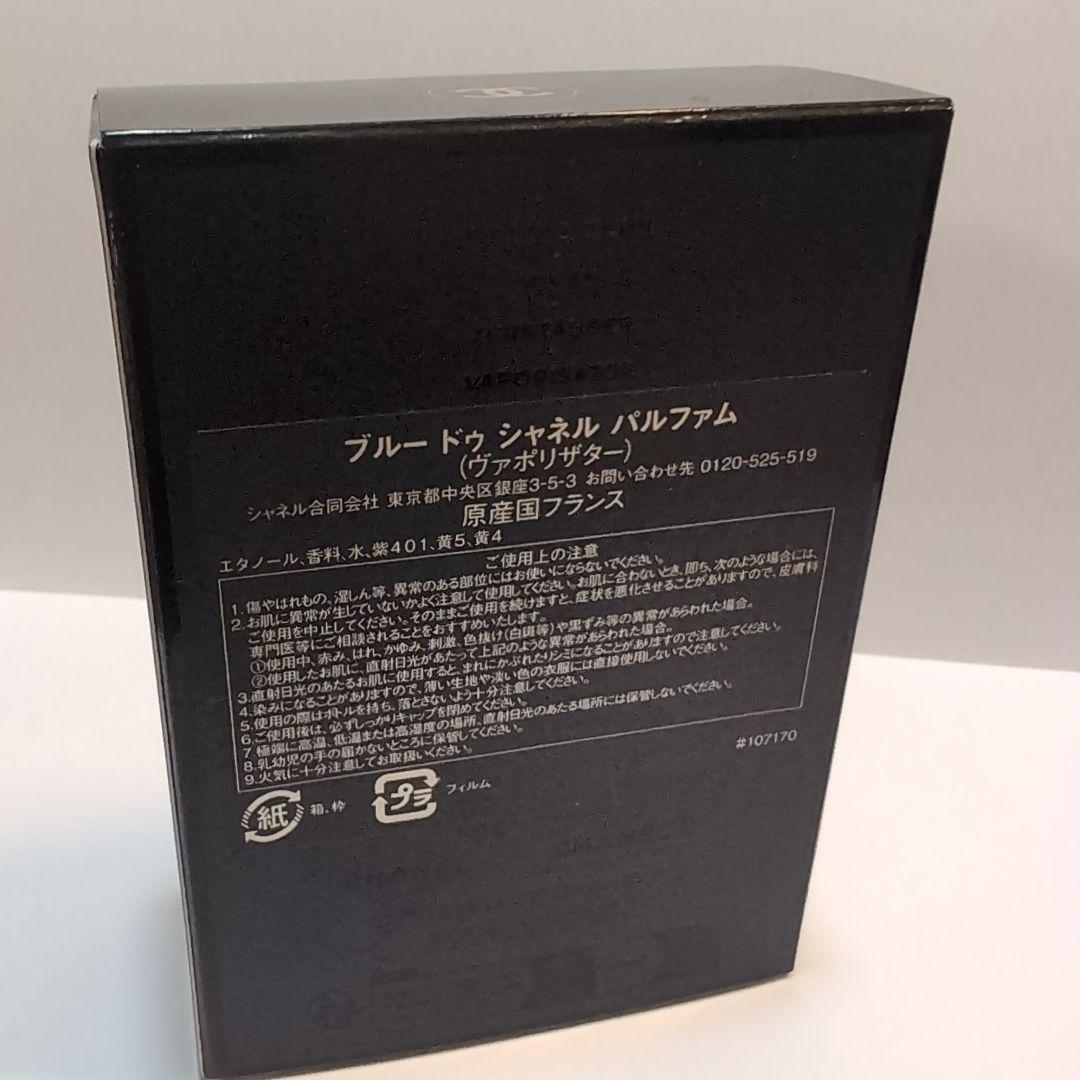 VAPORISATEUR
ブルー ドゥ シャネル パルファム
(ヴァポリザター)
シャネル合同会社 東京都中央区銀座3-5-3 お問い合わせ先 0120-525-519
原産国フランス
エタノール、香料、水、紫401、黄5、黄4
ご使用上の注意
1. 傷やはれもの、湿しん等、異常のある部位にはお使いにならないでください。
2. お肌に異常が生じていないかよく注意して使用してください。お肌に合わないとき、即ち、次のような場合には、
ご使用を中止してください。そのままご使用を続けますと、症状を悪化させることがありますので、皮膚科
専門医等にご相談されることをおすすめいたします。
①使用中、赤み、はれ、かゆみ、刺激、色抜け(白斑等)や黒ずみ等の異常があらわれた場合。
②使用したお肌に、直射日光があたって上記のような異常があらわれた場合。
3. 直射日光のあたるお肌に使用すると、まれにかぶれたりシミになることがありますので注意してください。
4. 染みになることがありますので、薄い生地や淡い色の衣服には直接使用しないでください。
5. 使用の際はボトルを持ち、落とさないよう十分注意してください。
6. ご使用後は、必ずしっかりキャップを閉めてください。
7. 極端に高温、低温または高湿度の場所、直射日光のあたる場所には保管しないでください。
8. 乳幼児の手の届かないところに保管してください。
9. 火気に十分注意してお取扱いください。
#107170
紙 箱、枠 プラ フィルム